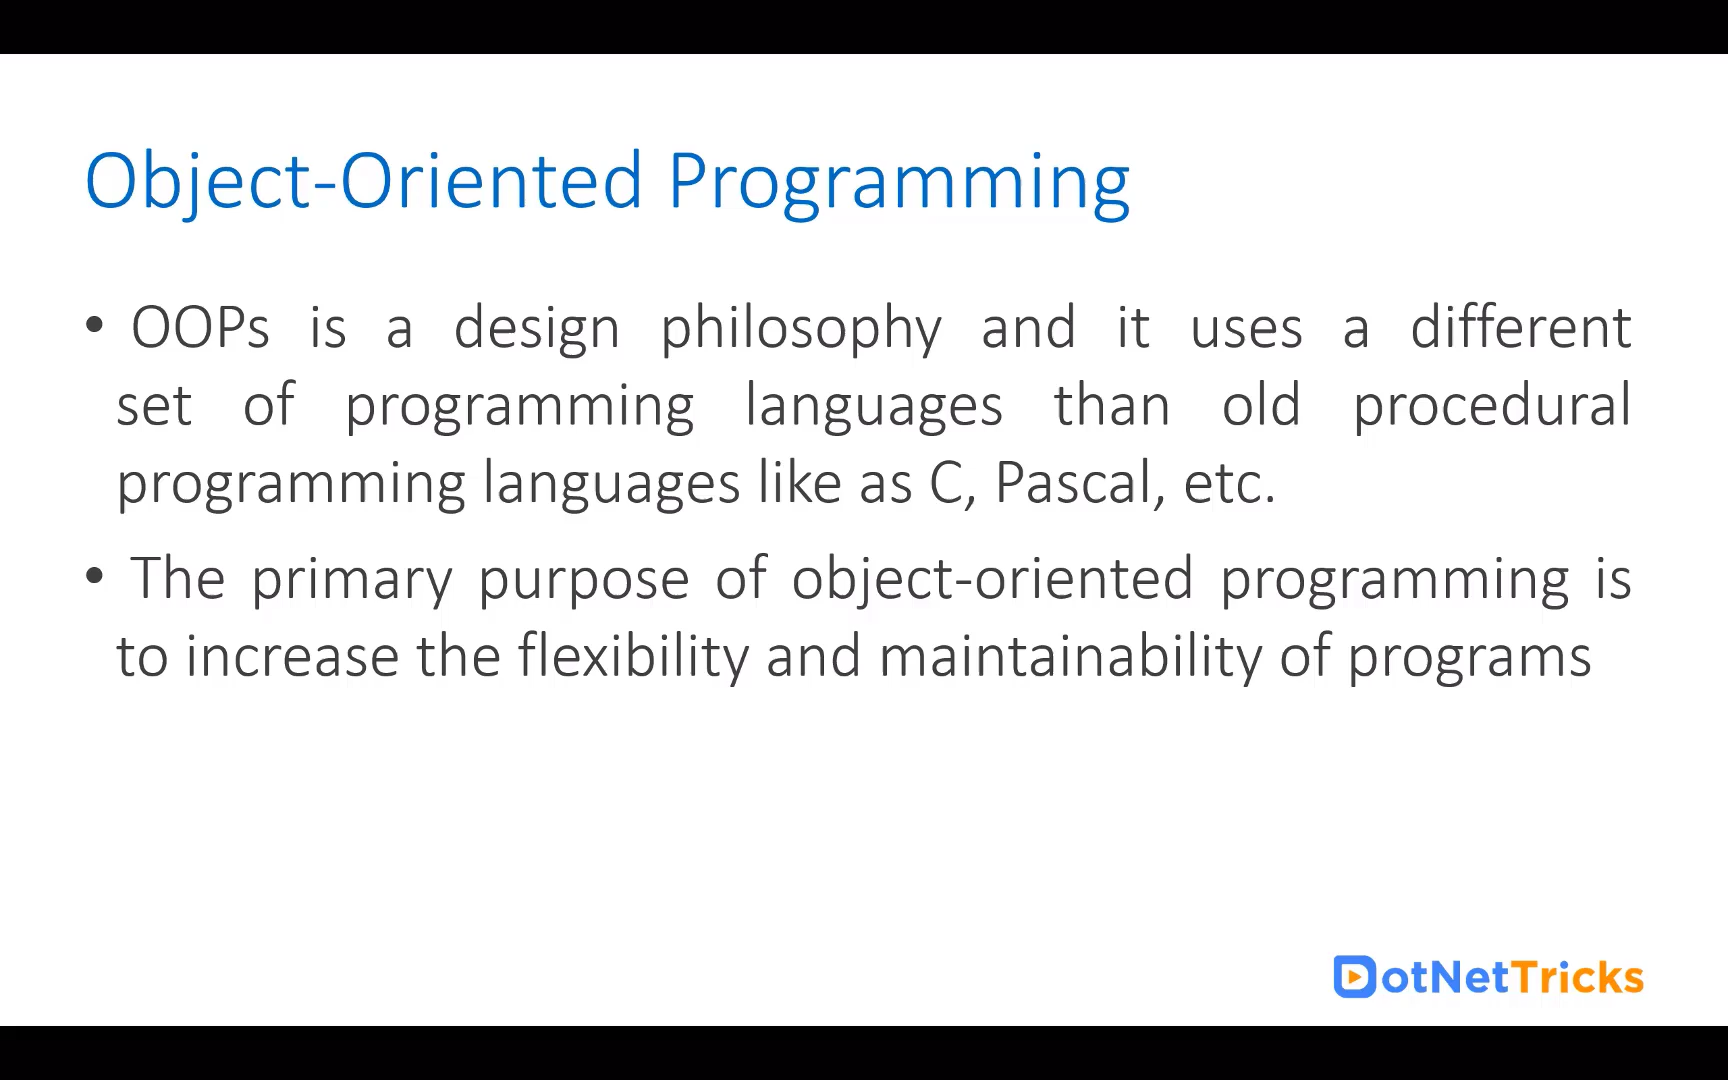 Object-Oriented Programming
• OOPs is a design philosophy and it uses a different
set of programming languages than old procedural
programming languages like as C, Pascal, etc.
• The primary purpose of object-oriented programming is
to increase the flexibility and maintainability of programs
DotNetTricks